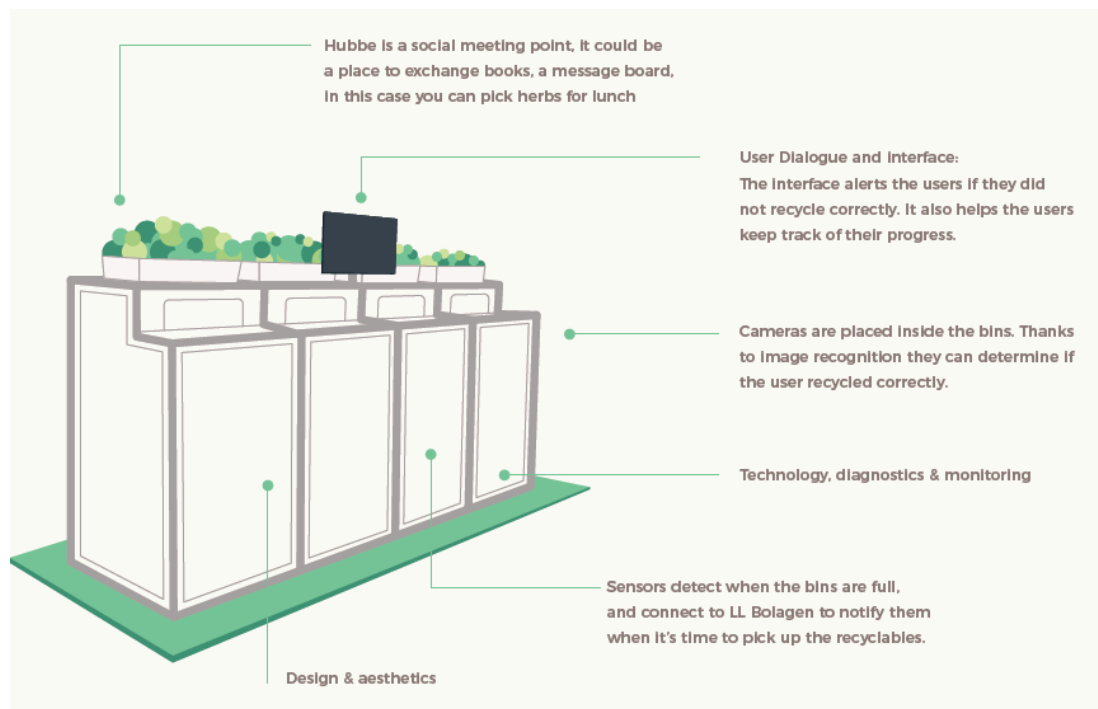 Hubbe is a social meeting point, it could be
a place to exchange books, a message board,
in this case you can pick herbs for lunch
User Dialogue and interface:
The interface alerts the users if they did
not recycle correctly. It also helps the users
keep track of their progress.
Cameras are placed inside the bins. Thanks
to image recognition they can determine if
the user recycled correctly.
Technology, diagnostics & monitoring
Sensors detect when the bins are full,
and connect to LL Bolagen to notify them
when it's time to pick up the recyclables.
Design & aesthetics